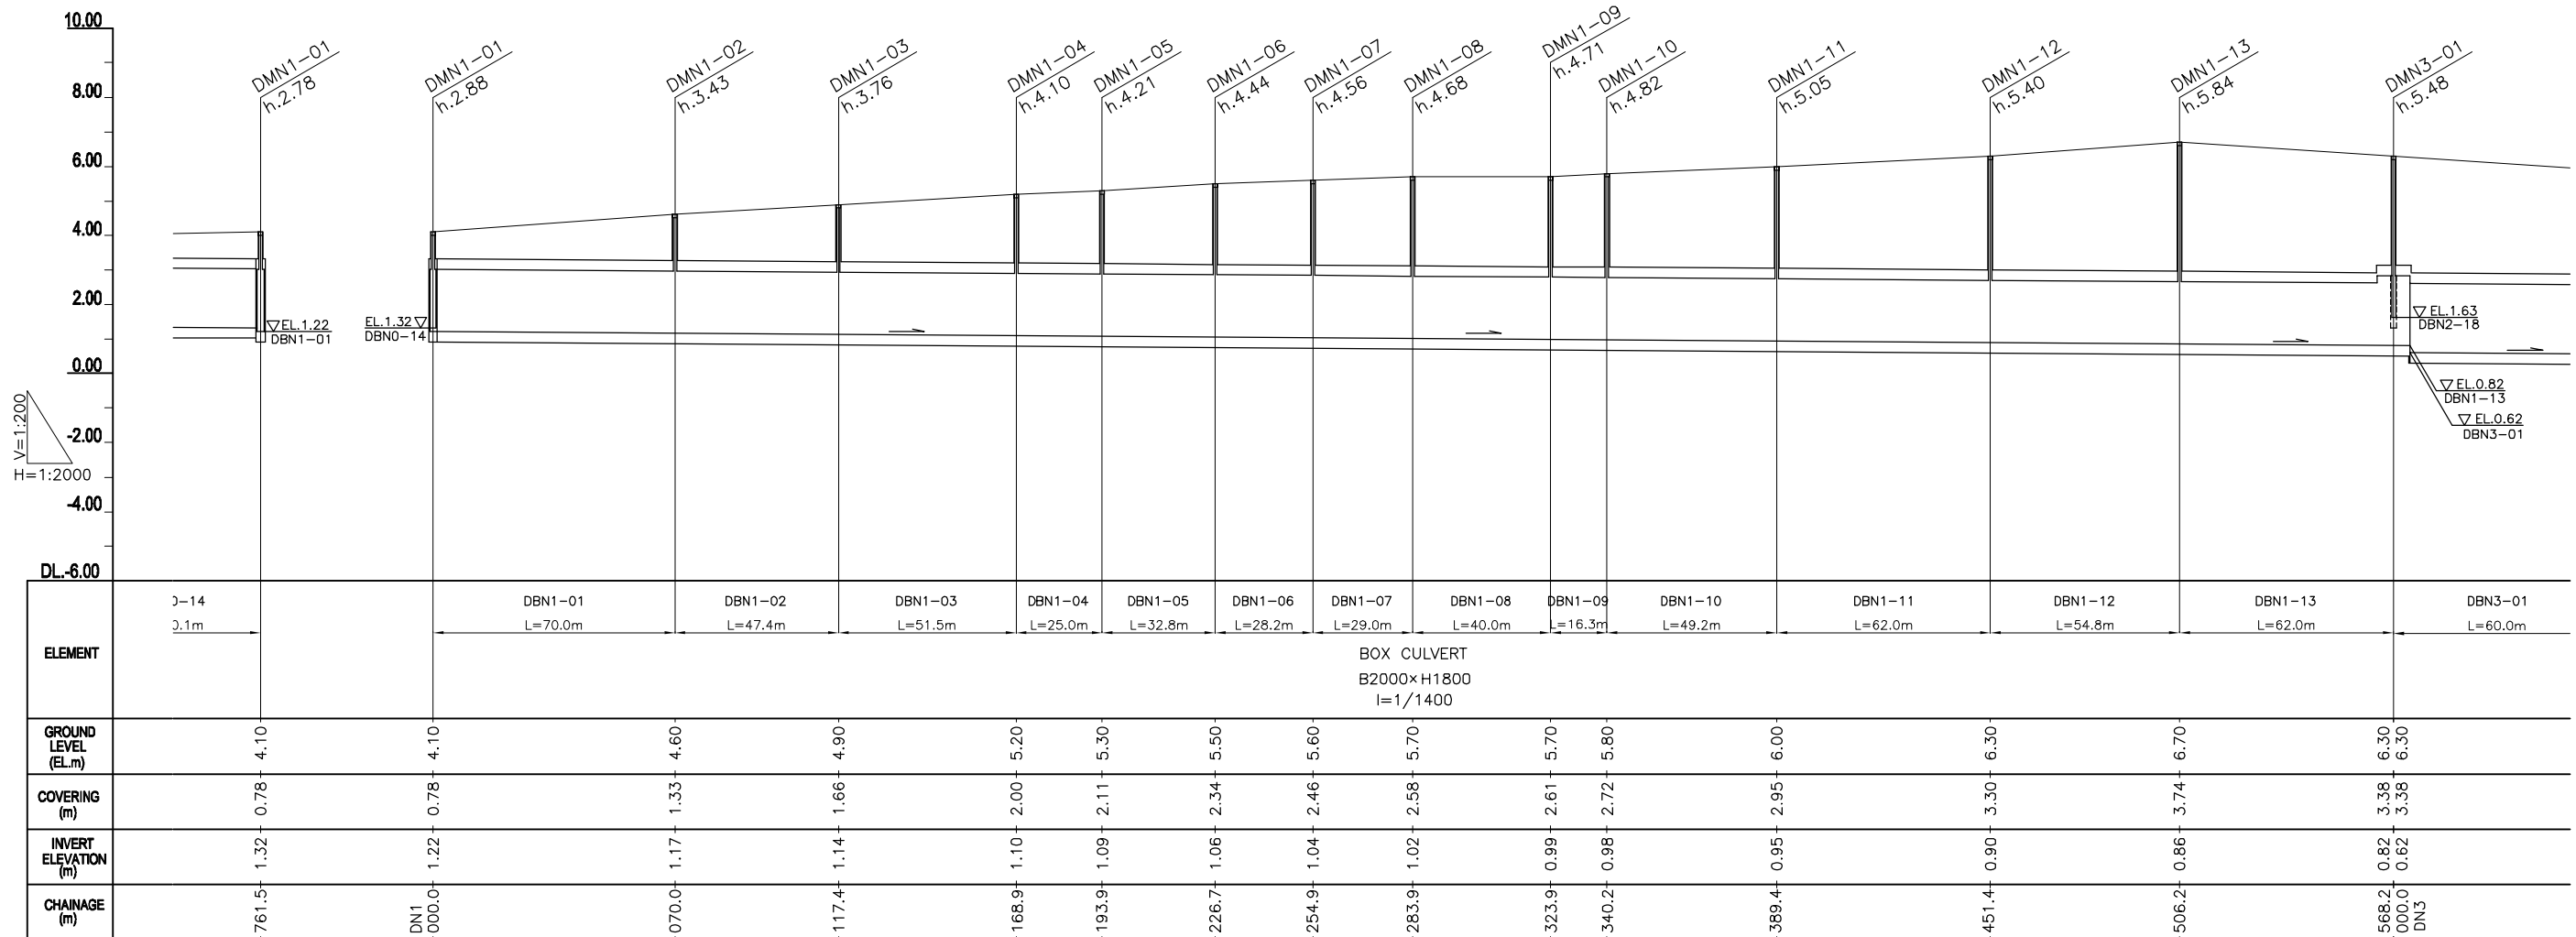 10.00
8.00
6.00
4.00
2.00
0.00
-2.00
-4.00
DL.-6.00
V=1:200
H=1:2000
DMN1-01
h.2.78
DMN1-01
h.2.88
DMN1-02
h.3.43
DMN1-03
h.3.76
DMN1-04
h.4.10
DMN1-05
h.4.21
DMN1-06
h.4.44
DMN1-07
h.4.56
DMN1-08
h.4.68
DMN1-09
h.4.71
DMN1-10
h.4.82
DMN1-11
h.5.05
DMN1-12
h.5.40
DMN1-13
h.5.84
DMN3-01
h.5.48
EL.1.22
DBN1-01
EL.1.32
DBN0-14
EL.1.63
DBN2-18
EL.0.82
DBN1-13
EL.0.62
DBN3-01
ELEMENT
0-14 DBN1-01 DBN1-02 DBN1-03 DBN1-04 DBN1-05 DBN1-06 DBN1-07 DBN1-08 DBN1-09 DBN1-10 DBN1-11 DBN1-12 DBN1-13 DBN3-01
0.1m L=70.0m L=47.4m L=51.5m L=25.0m L=32.8m L=28.2m L=29.0m L=40.0m L=16.3m L=49.2m L=62.0m L=54.8m L=62.0m L=60.0m
BOX CULVERT
B2000×H1800
I=1/1400
GROUND
LEVEL
(EL.m)
4.10 4.10 4.60 4.90 5.20 5.30 5.50 5.60 5.70 5.70 5.80 6.00 6.30 6.70 6.30 6.30
COVERING
(m)
0.78 0.78 1.33 1.66 2.00 2.11 2.34 2.46 2.58 2.61 2.72 2.95 3.30 3.74 3.38 3.38
INVERT
ELEVATION
(m)
1.32 1.22 1.17 1.14 1.10 1.09 1.06 1.04 1.02 0.99 0.98 0.95 0.90 0.86 0.82 0.62
CHAINAGE
(m)
761.5 DN1 000.0 070.0 117.4 168.9 193.9 226.7 254.9 283.9 323.9 340.2 389.4 451.4 506.2 568.2 000.0 DN3